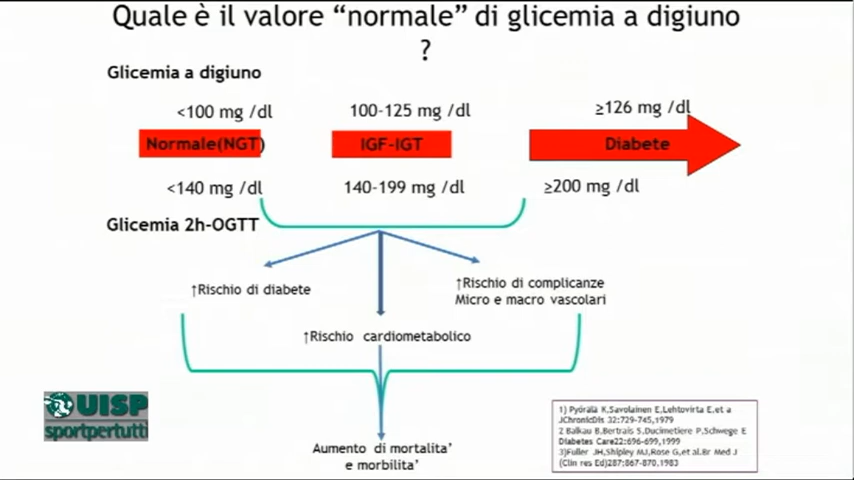 Quale è il valore “normale” di glicemia a digiuno
?
Glicemia a digiuno
<100 mg /dl
100-125 mg /dl
≥126 mg /dl
Normale(NGT)
IGF-IGT
Diabete
<140 mg /dl
140-199 mg /dl
≥200 mg /dl
Glicemia 2h-OGTT
↑Rischio di diabete
↑Rischio di complicanze
Micro e macro vascolari
↑Rischio cardiometabolico
Aumento di mortalita’
e morbilita’
UISP
sportpertutti
1) Pyörälä K,Savolainen E,Lehtovirta E,et a
JChronicDis 32:729-745,1979
2 Balkau B,Bertrais S,Ducimetiere P,Schwege E
Diabetes Care22:696-699,1999
3)Fuller JH,Shipley MJ,Rose G,et al.Br Med J
(Clin res Ed)287:867-870,1983